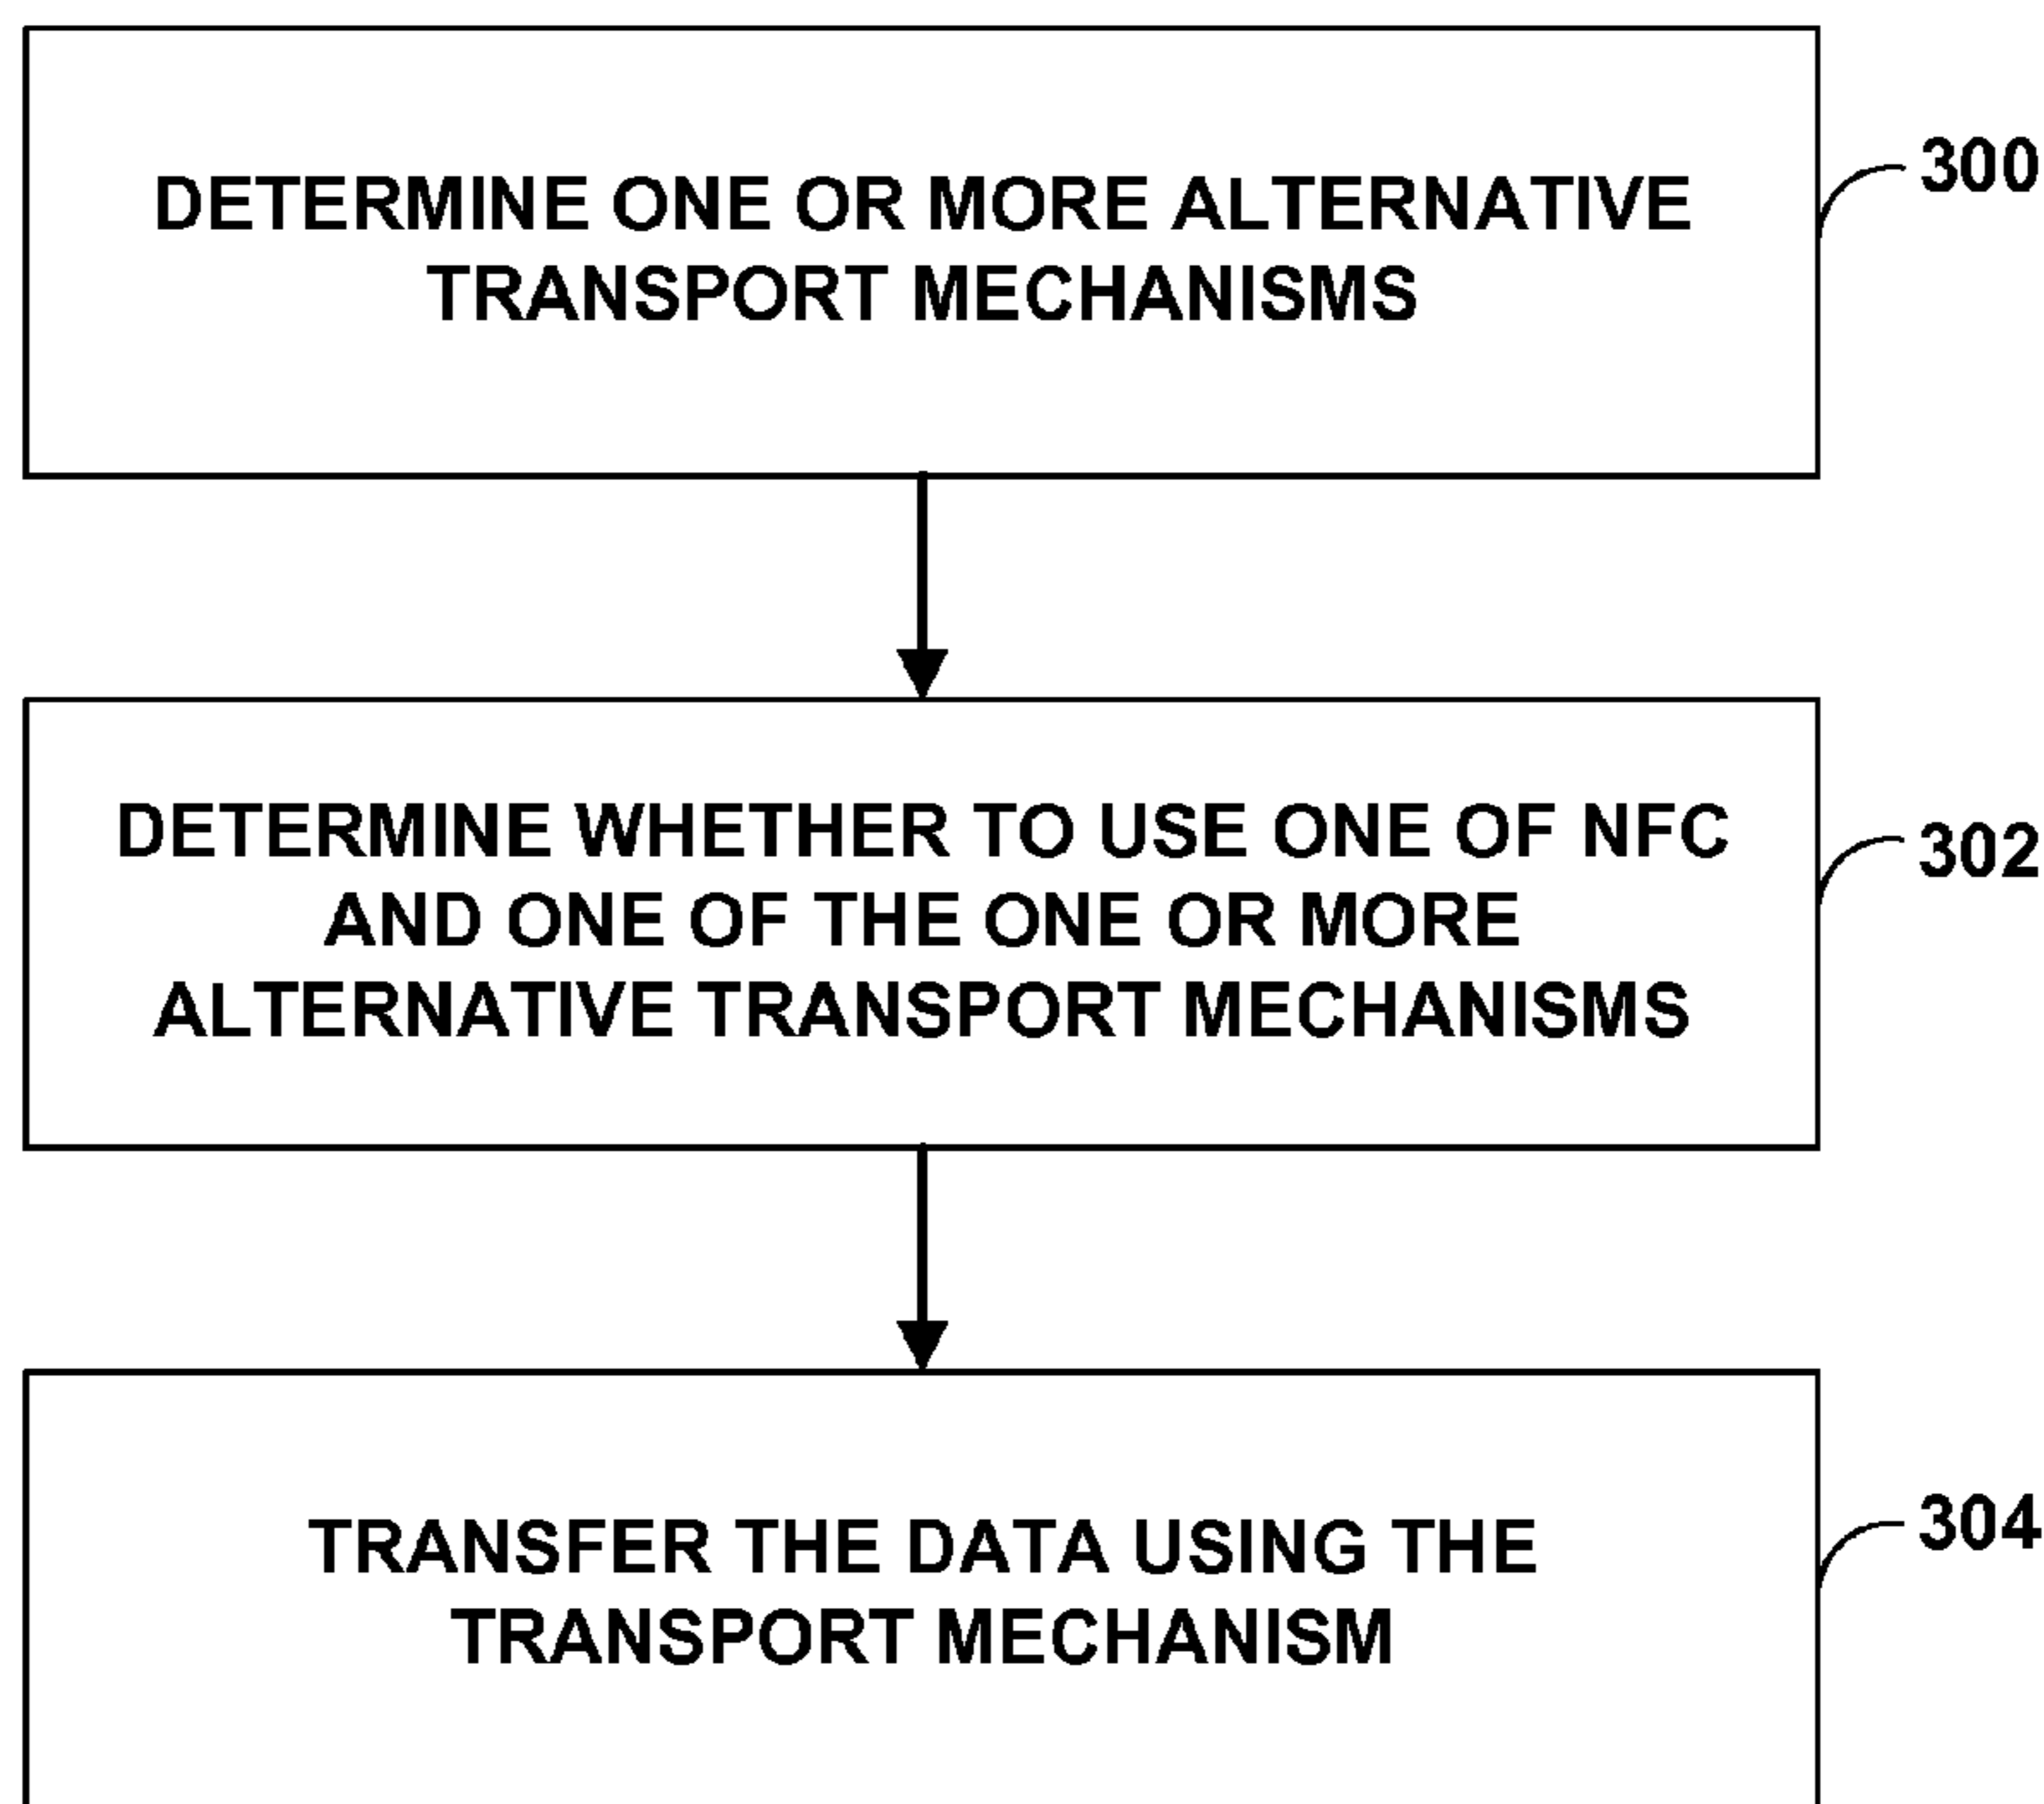 DETERMINE ONE OR MORE ALTERNATIVE
TRANSPORT MECHANISMS
300
DETERMINE WHETHER TO USE ONE OF NFC
AND ONE OF THE ONE OR MORE
ALTERNATIVE TRANSPORT MECHANISMS
302
TRANSFER THE DATA USING THE
TRANSPORT MECHANISM
304